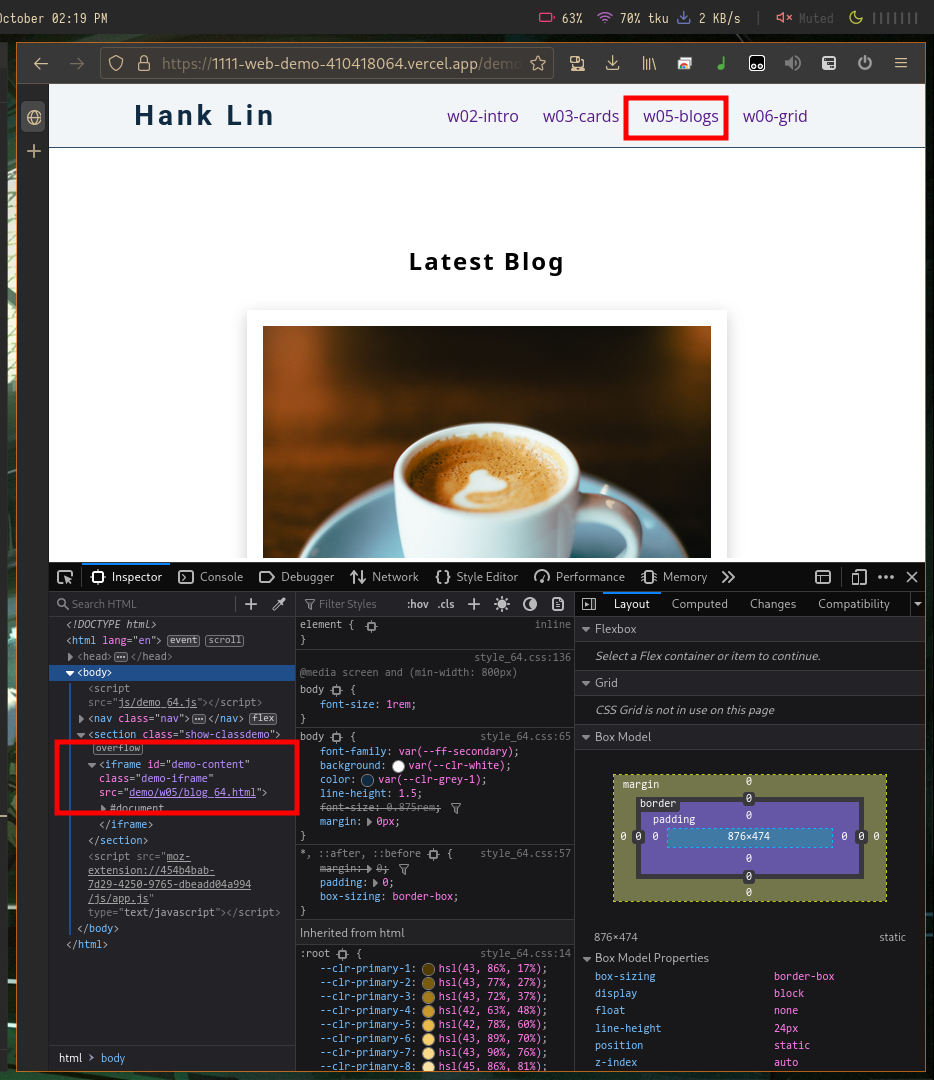 October 02:19 PM
63%
70% tku
2 KB/s
Muted
https://1111-web-demo-410418064.vercel.app/demo
Hank Lin
w02-intro
w03-cards
w05-blogs
w06-grid
Latest Blog
Inspector
Console
Debugger
Network
Style Editor
Performance
Memory
Search HTML
Filter Styles
:hov
.cls
Layout
Computed
Changes
Compatibility
<!DOCTYPE html>
<html lang="en"> event scroll
<head> </head>
<body>
<script
src="js/demo_64.js"></script>
<nav class="nav"> </nav> flex
<section class="show-classdemo">
overflow
<iframe id="demo-content"
class="demo-iframe"
src="demo/w05/blog_64.html">
#document
</iframe>
</section>
<script src="moz-
extension://454b4bab-
7d29-4250-9765-dbeadd04a994
/js/app.js"
type="text/javascript"></script>
</body>
</html>
html > body
element {
inline
}
style_64.css:136
@media screen and (min-width: 800px)
body {
font-size: 1rem;
}
body {
style_64.css:65
font-family: var(--ff-secondary);
background: var(--clr-white);
color: var(--clr-grey-1);
line-height: 1.5;
font-size: 0.875rem;
margin: 0px;
}
*, ::after, ::before {
style_64.css:57
margin: 0;
padding: 0;
box-sizing: border-box;
}
Inherited from html
:root {
style_64.css:14
--clr-primary-1: hsl(43, 86%, 17%);
--clr-primary-2: hsl(43, 77%, 27%);
--clr-primary-3: hsl(43, 72%, 37%);
--clr-primary-4: hsl(42, 63%, 48%);
--clr-primary-5: hsl(42, 78%, 60%);
--clr-primary-6: hsl(43, 89%, 70%);
--clr-primary-7: hsl(43, 90%, 76%);
--clr-primary-8: hsl(45, 86%, 81%);
Flexbox
Select a Flex container or item to continue.
Grid
CSS Grid is not in use on this page
Box Model
margin
0
border
0
padding
0
0 0 0 876×474 0 0 0
0
0
0
876×474
static
Box Model Properties
box-sizing border-box
display block
float none
line-height 24px
position static
z-index auto